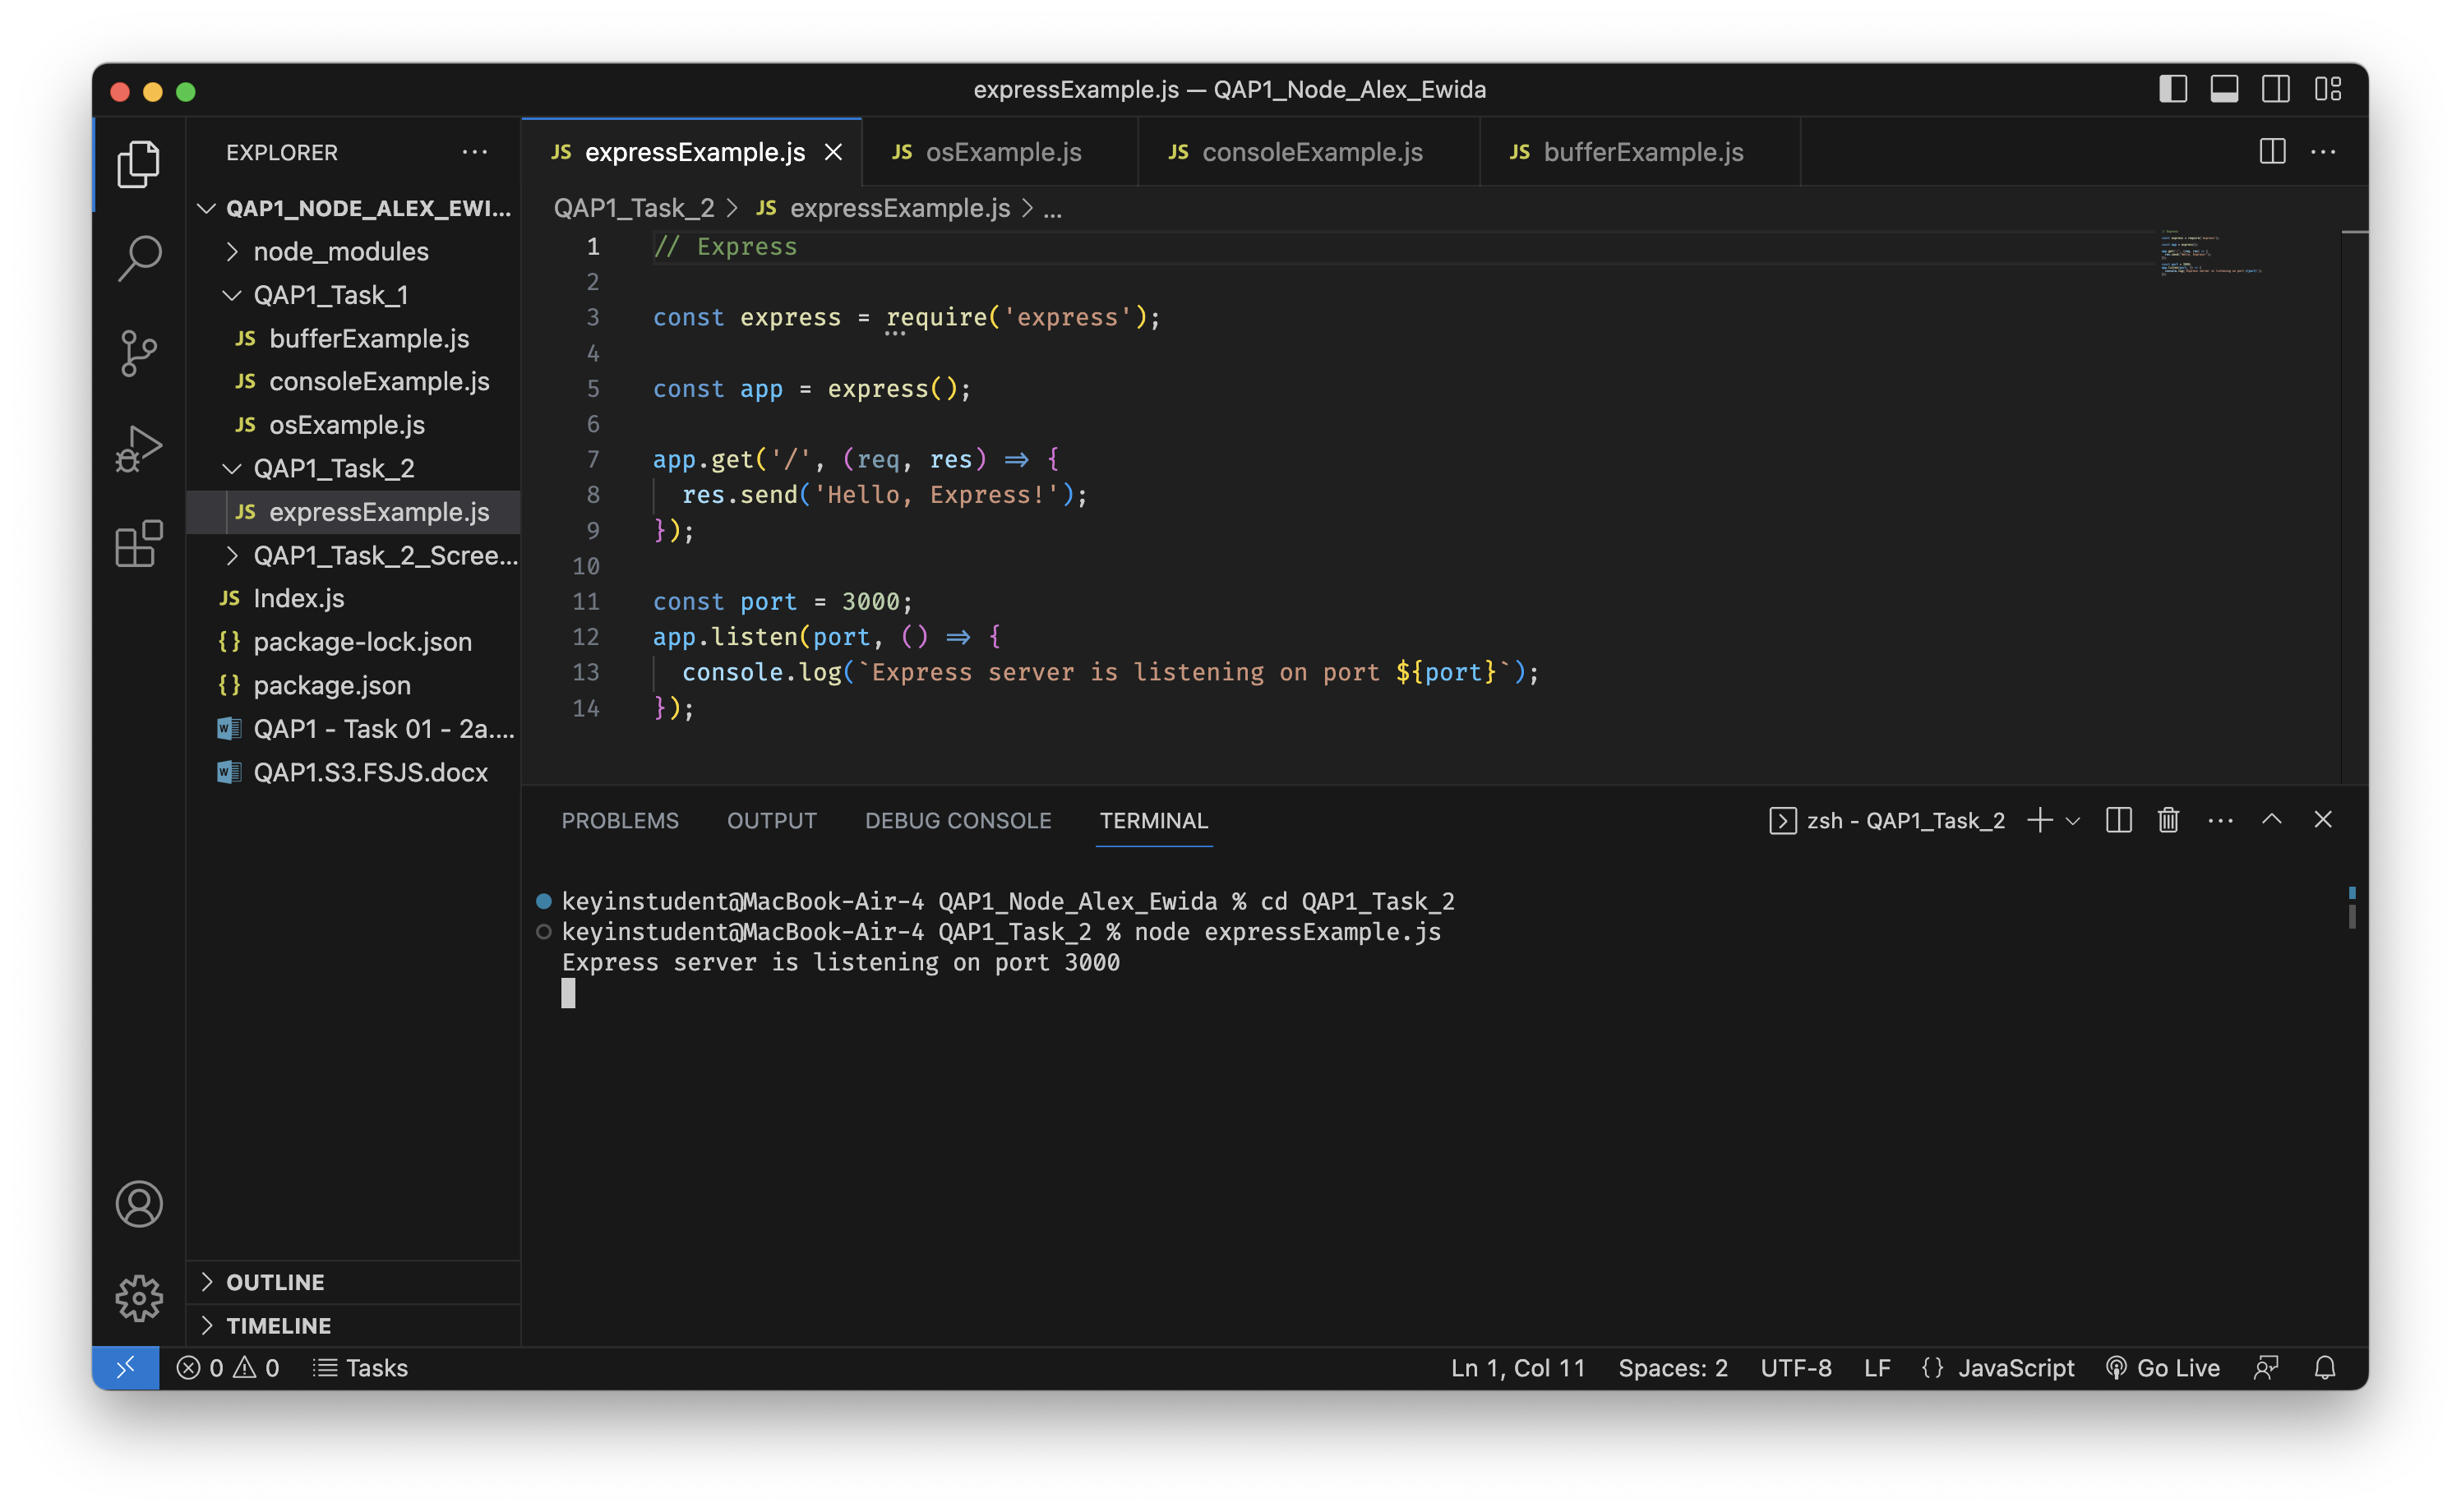 expressExample.js — QAP1_Node_Alex_Ewida
EXPLORER
QAP1_NODE_ALEX_EWI...
node_modules
QAP1_Task_1
JS bufferExample.js
JS consoleExample.js
JS osExample.js
QAP1_Task_2
JS expressExample.js
QAP1_Task_2_Scree...
JS Index.js
{} package-lock.json
{} package.json
QAP1 - Task 01 - 2a....
QAP1.S3.FSJS.docx
OUTLINE
TIMELINE
JS expressExample.js JS osExample.js JS consoleExample.js JS bufferExample.js
QAP1_Task_2 > JS expressExample.js > ...
1 // Express
2
3 const express = require('express');
4
5 const app = express();
6
7 app.get('/', (req, res) => {
8 res.send('Hello, Express!');
9 });
10
11 const port = 3000;
12 app.listen(port, () => {
13 console.log(`Express server is listening on port ${port}`);
14 });
PROBLEMS OUTPUT DEBUG CONSOLE TERMINAL zsh - QAP1_Task_2
keyinstudent@MacBook-Air-4 QAP1_Node_Alex_Ewida % cd QAP1_Task_2
keyinstudent@MacBook-Air-4 QAP1_Task_2 % node expressExample.js
Express server is listening on port 3000
0 0 Tasks Ln 1, Col 11 Spaces: 2 UTF-8 LF {} JavaScript Go Live